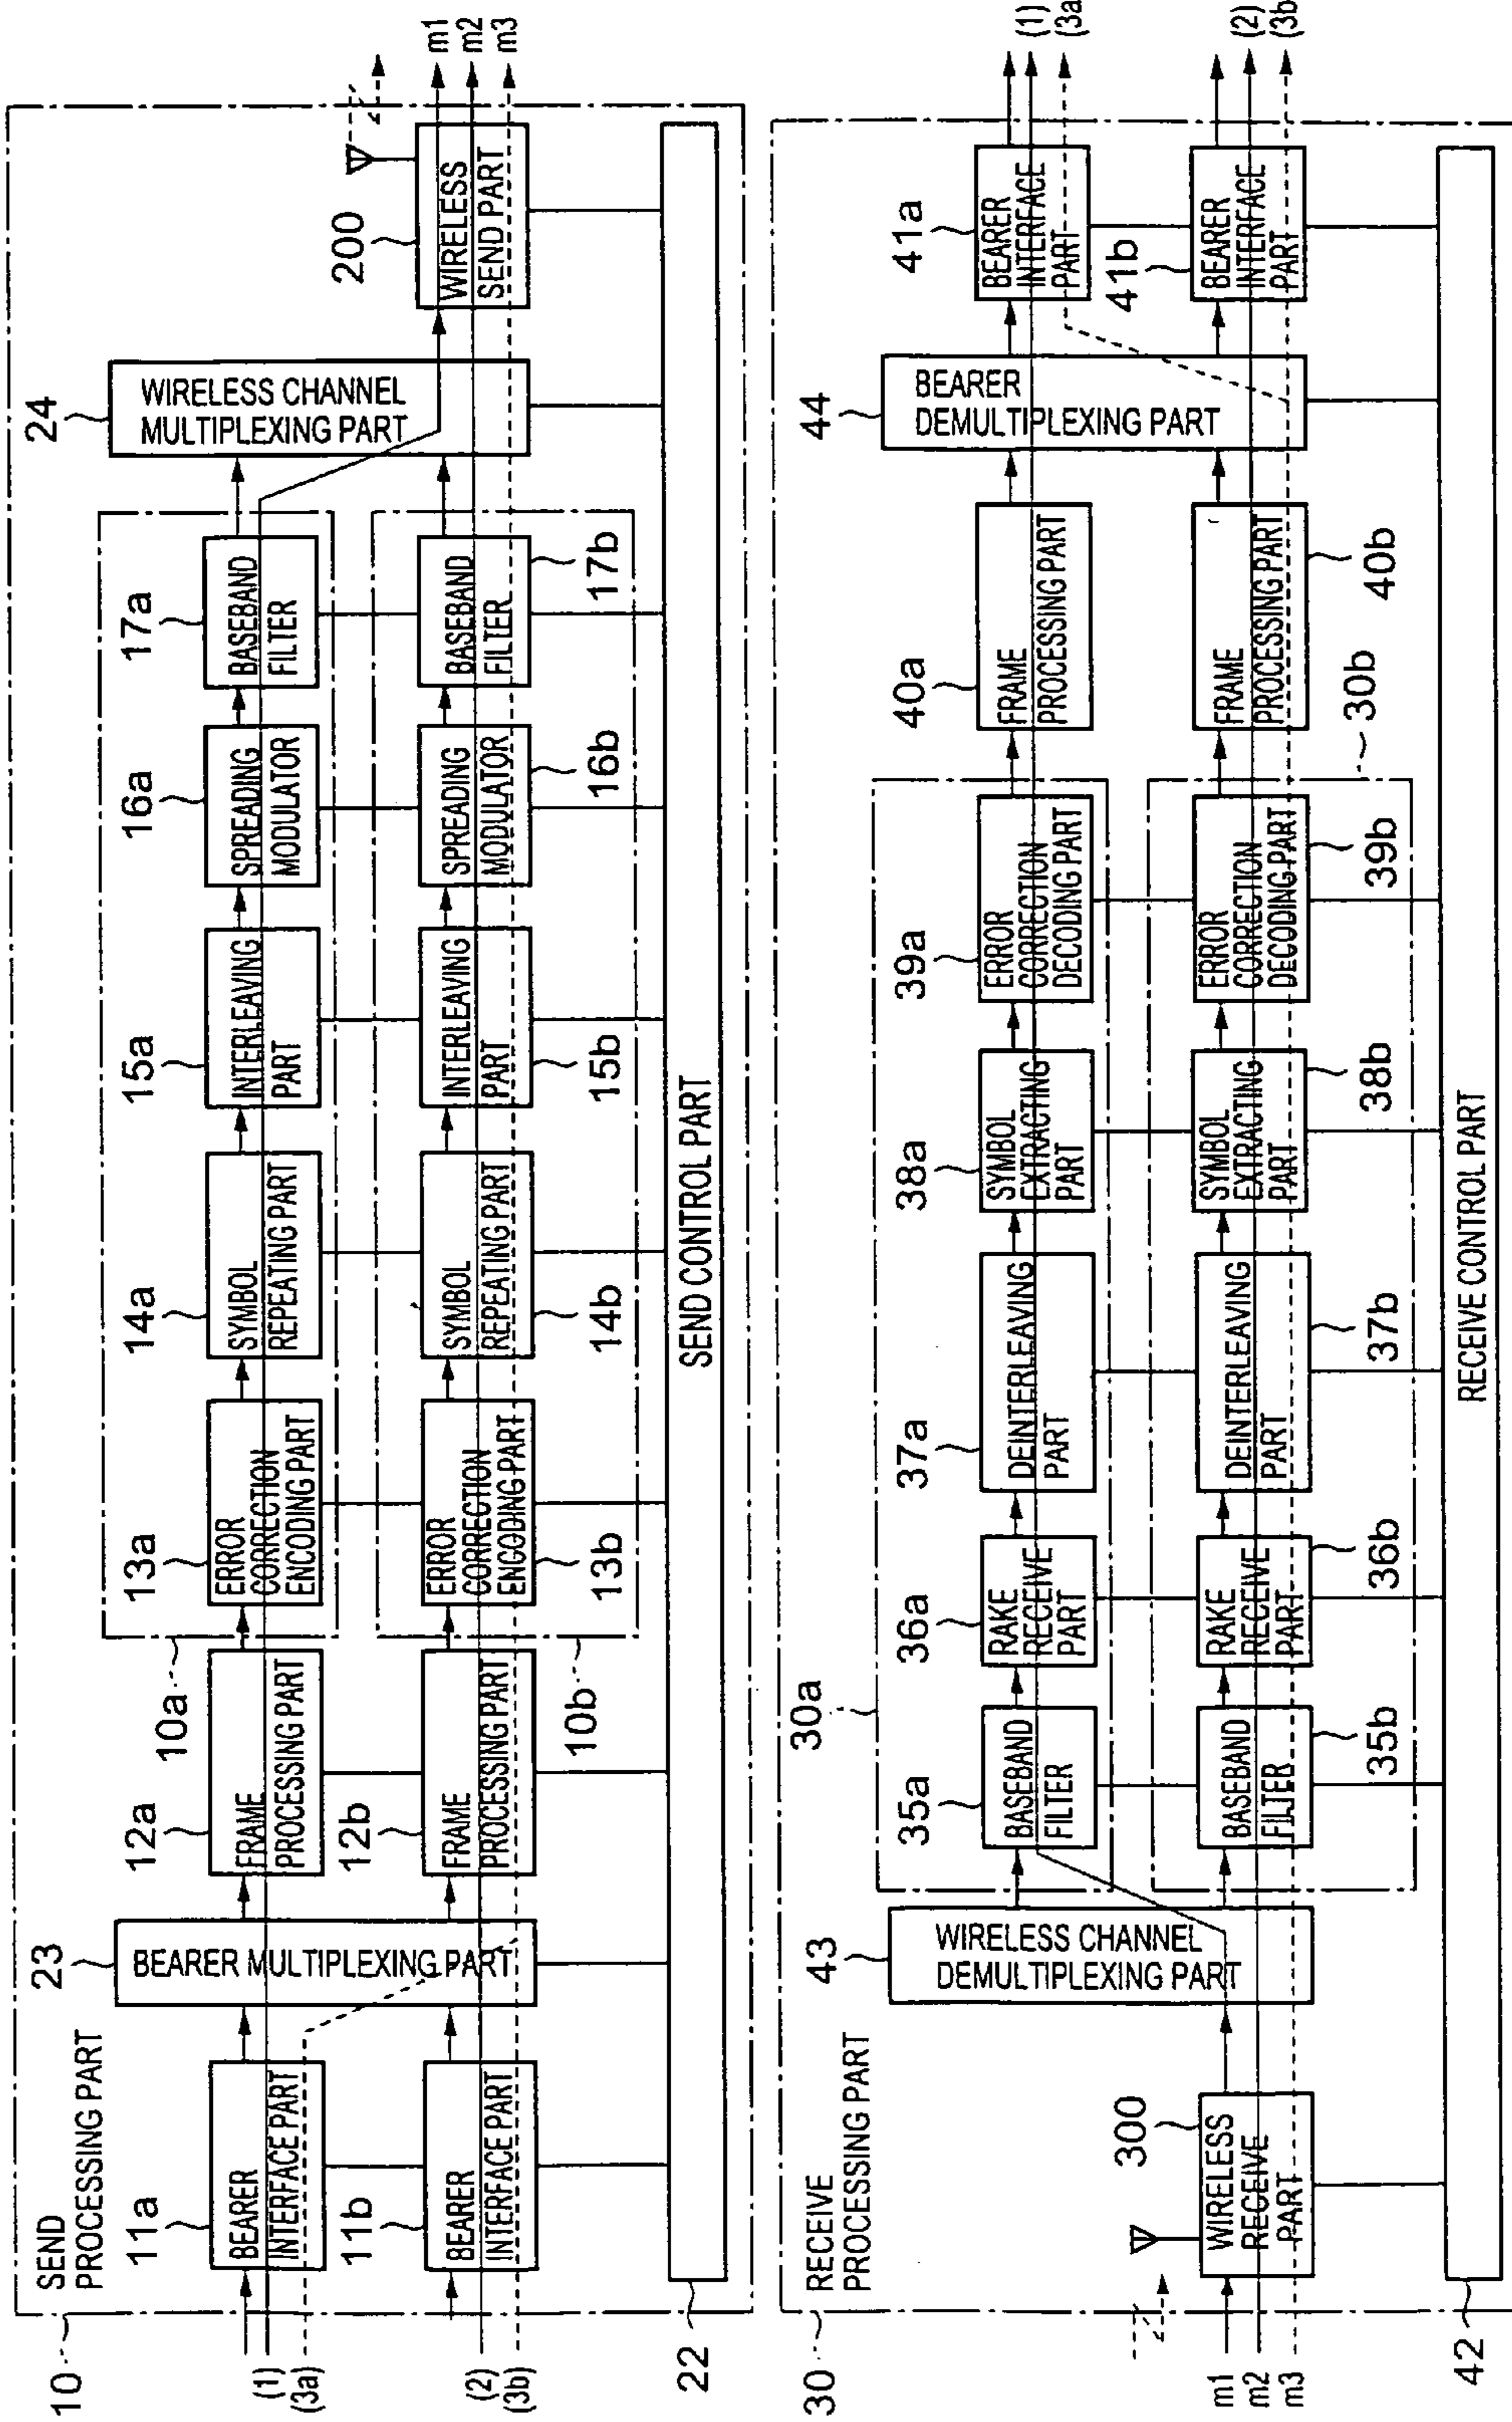 10
SEND
PROCESSING PART
11a
BEARER
INTERFACE PART
23
BEARER MULTIPLEXING PART
12a
FRAME
PROCESSING PART
10a
13a
ERROR
CORRECTION
ENCODING PART
14a
SYMBOL
REPEATING PART
15a
INTERLEAVING
PART
16a
SPREADING
MODULATOR
17a
BASEBAND
FILTER
24
WIRELESS CHANNEL
MULTIPLEXING PART
200
WIRELESS
SEND PART
m1
m2
m3
(1)
(3a)
11b
BEARER
INTERFACE PART
12b
FRAME
PROCESSING PART
10b
ERROR
CORRECTION
ENGODING PART
13b
SYMBOL
REPEATING PART
14b
INTERLEAVING
PART
15b
SPREADING
MODULATOR
16b
BASEBAND
FILTER
17b
(2)
(3b)
22
SEND CONTROL PART
30
RECEIVE
PROCESSING PART
m1
m2
m3
300
WIRELESS
RECEIVE
PART
43
WIRELESS CHANNEL
DEMULTIPLEXING PART
30a
35a
BASEBAND
FILTER
36a
RAKE
RECEIVE
PART
37a
DEINTERLEAVING
PART
38a
SYMBOL
EXTRACTING
PART
39a
ERROR
CORRECTION
DECODING PART
40a
FRAME
PROCESSING PART
44
BEARER
DEMULTIPLEXING PART
41a
BEARER
INTERFACE
PART
(1)
(3a
BASEBAND
FILTER
35b
RAKE
RECEIVE
PART
36b
DEINTERLEAVING
PART
37b
SYMBOL
EXTRACTING
PART
38b
ERROR
CORRECTION
DECODING PART
39b
30b
FRAME
PROCESSING PART
40b
41b
BEARER
INTERFACE
PART
(2)
(3b
42
RECEIVE CONTROL PART